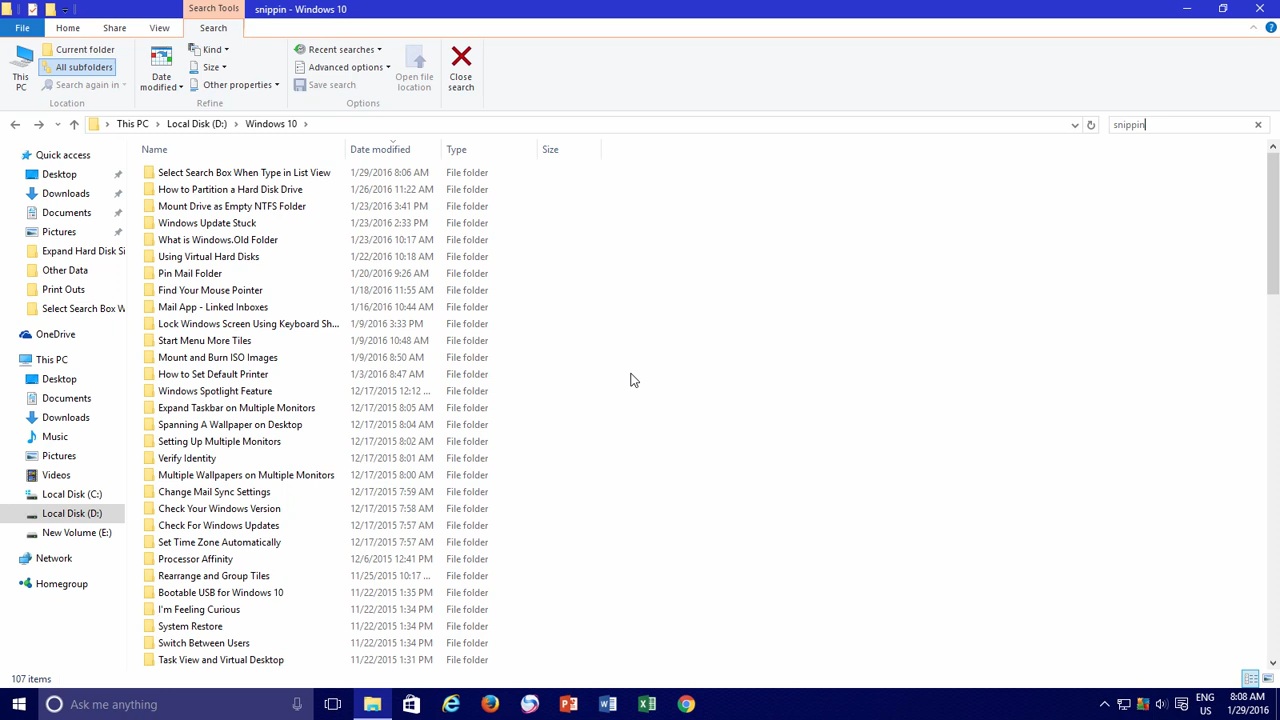 Search Tools
snippin - Windows 10
File
Home
Share
View
Search
This PC
Current folder
All subfolders
Search again in
Location
Date modified
Kind
Size
Other properties
Refine
Recent searches
Advanced options
Save search
Open file location
Options
Close search
This PC
Local Disk (D:)
Windows 10
snippin
Quick access
Desktop
Downloads
Documents
Pictures
Expand Hard Disk Si
Other Data
Print Outs
Select Search Box W
OneDrive
This PC
Desktop
Documents
Downloads
Music
Pictures
Videos
Local Disk (C:)
Local Disk (D:)
New Volume (E:)
Network
Homegroup
Name Date modified Type Size
Select Search Box When Type in List View 1/29/2016 8:06 AM File folder
How to Partition a Hard Disk Drive 1/26/2016 11:22 AM File folder
Mount Drive as Empty NTFS Folder 1/23/2016 3:41 PM File folder
Windows Update Stuck 1/23/2016 2:33 PM File folder
What is Windows.Old Folder 1/23/2016 10:17 AM File folder
Using Virtual Hard Disks 1/22/2016 10:18 AM File folder
Pin Mail Folder 1/20/2016 9:26 AM File folder
Find Your Mouse Pointer 1/18/2016 11:55 AM File folder
Mail App - Linked Inboxes 1/16/2016 10:44 AM File folder
Lock Windows Screen Using Keyboard Sh... 1/9/2016 3:33 PM File folder
Start Menu More Tiles 1/9/2016 10:48 AM File folder
Mount and Burn ISO Images 1/9/2016 8:50 AM File folder
How to Set Default Printer 1/3/2016 8:47 AM File folder
Windows Spotlight Feature 12/17/2015 12:12 ... File folder
Expand Taskbar on Multiple Monitors 12/17/2015 8:05 AM File folder
Spanning A Wallpaper on Desktop 12/17/2015 8:04 AM File folder
Setting Up Multiple Monitors 12/17/2015 8:02 AM File folder
Verify Identity 12/17/2015 8:01 AM File folder
Multiple Wallpapers on Multiple Monitors 12/17/2015 8:00 AM File folder
Change Mail Sync Settings 12/17/2015 7:59 AM File folder
Check Your Windows Version 12/17/2015 7:58 AM File folder
Check For Windows Updates 12/17/2015 7:57 AM File folder
Set Time Zone Automatically 12/17/2015 7:57 AM File folder
Processor Affinity 12/6/2015 12:41 PM File folder
Rearrange and Group Tiles 11/25/2015 10:17 ... File folder
Bootable USB for Windows 10 11/22/2015 1:35 PM File folder
I'm Feeling Curious 11/22/2015 1:34 PM File folder
System Restore 11/22/2015 1:34 PM File folder
Switch Between Users 11/22/2015 1:34 PM File folder
Task View and Virtual Desktop 11/22/2015 1:31 PM File folder
107 items
Ask me anything
ENG
US
8:08 AM
1/29/2016